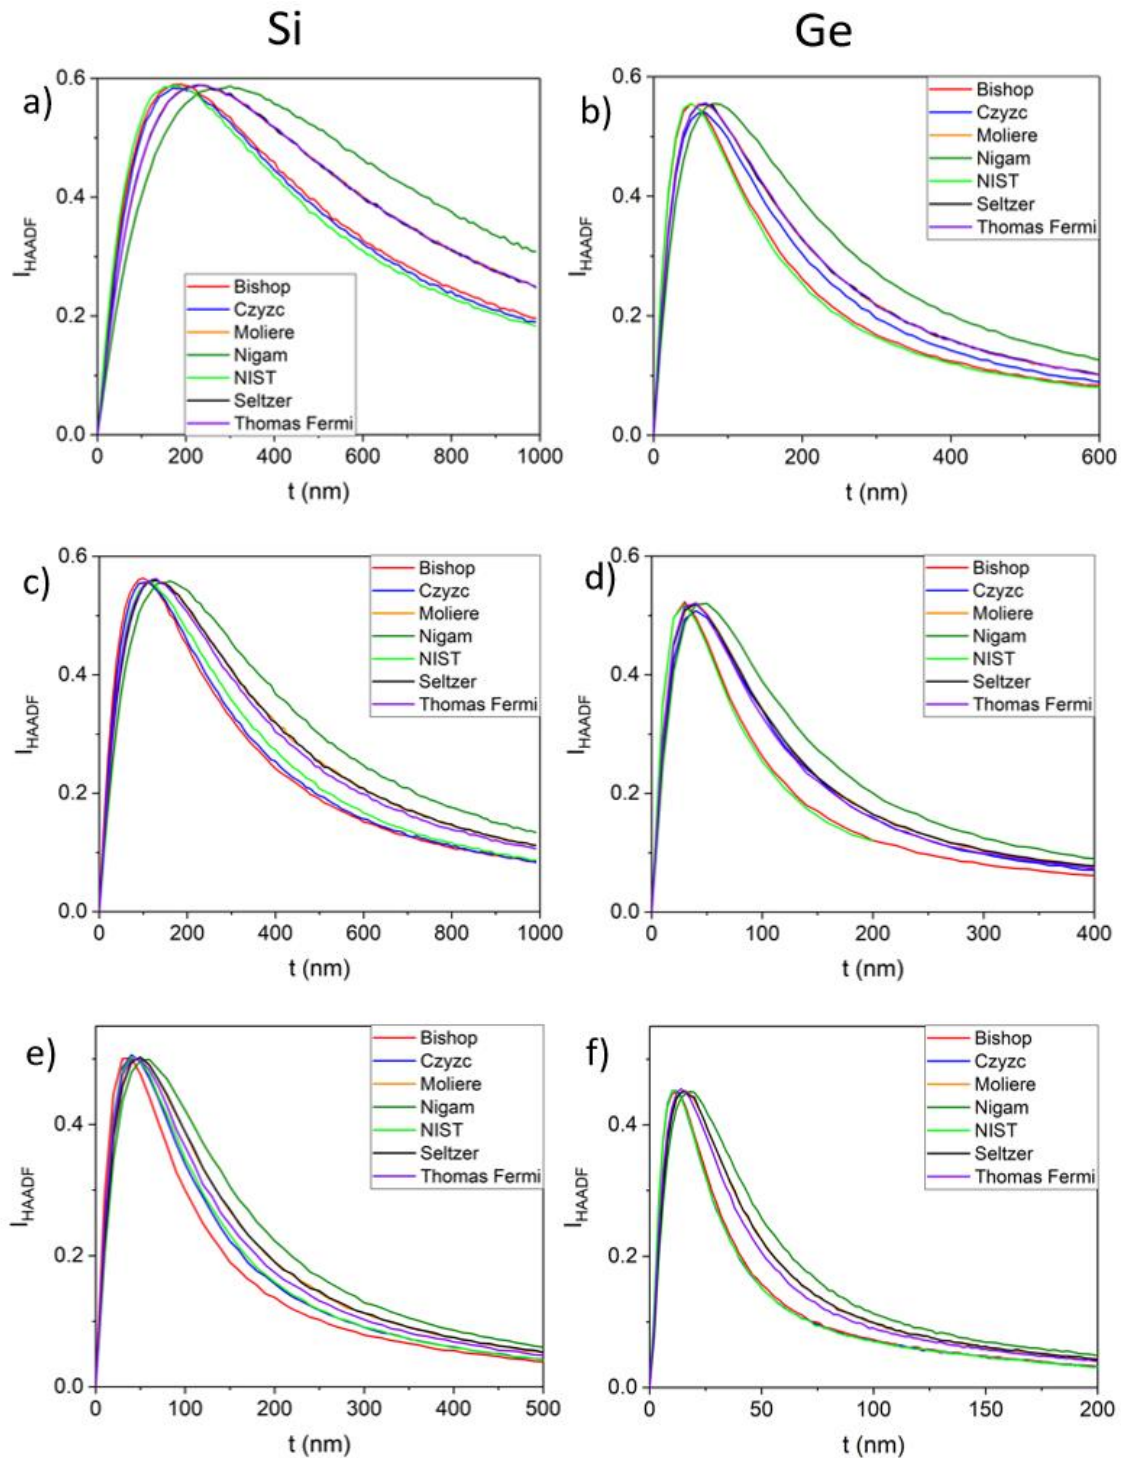 Si
Ge
a)
0.6
0.4
0.2
0.0
I_HAADF
Bishop
Czyzc
Moliere
Nigam
NIST
Seltzer
Thomas Fermi
0 200 400 600 800 1000
t (nm)
b)
0.6
0.4
0.2
0.0
I_HAADF
Bishop
Czyzc
Moliere
Nigam
NIST
Seltzer
Thomas Fermi
0 200 400 600
t (nm)
c)
0.6
0.4
0.2
0.0
I_HAADF
Bishop
Czyzc
Moliere
Nigam
NIST
Seltzer
Thomas Fermi
0 200 400 600 800 1000
t (nm)
d)
0.6
0.4
0.2
0.0
I_HAADF
Bishop
Czyzc
Moliere
Nigam
NIST
Seltzer
Thomas Fermi
0 100 200 300 400
t (nm)
e)
0.4
0.2
0.0
I_HAADF
Bishop
Czyzc
Moliere
Nigam
NIST
Seltzer
Thomas Fermi
0 100 200 300 400 500
t (nm)
f)
0.4
0.2
0.0
I_HAADF
Bishop
Czyzc
Moliere
Nigam
NIST
Seltzer
Thomas Fermi
0 50 100 150 200
t (nm)